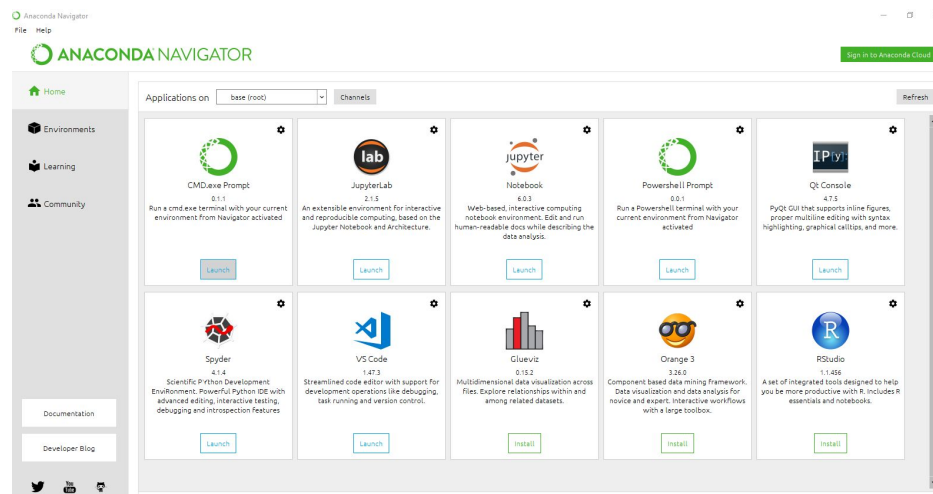 Anaconda Navigator
File Help
ANACONDA NAVIGATOR
Sign in to Anaconda Cloud
Home
Environments
Learning
Community
Documentation
Developer Blog
You
Tube
Applications on base (root) Channels Refresh
CMD.exe Prompt
0.1.1
Run a cmd.exe terminal with your current
environment from Navigator activated
Launch
lab
JupyterLab
2.1.5
An extensible environment for interactive
and reproducible computing, based on the
Jupyter Notebook and Architecture.
Launch
jupyter
Notebook
6.0.3
Web-based, interactive computing
notebook environment. Edit and run
human-readable docs while describing the
data analysis.
Launch
Powershell Prompt
0.0.1
Run a Powershell terminal with your
current environment from Navigator
activated
Launch
IP[y]:
Qt Console
4.7.5
PyQt GUI that supports inline figures,
proper multiline editing with syntax
highlighting, graphical calltips, and more.
Launch
Spyder
4.1.4
Scientific PYthon Development
EnviRonment. Powerful Python IDE with
advanced editing, interactive testing,
debugging and introspection features
Launch
VS Code
1.47.3
Streamlined code editor with support for
development operations like debugging,
task running and version control.
Launch
Glueviz
0.15.2
Multidimensional data visualization across
files. Explore relationships within and
among related datasets.
Install
Orange 3
3.26.0
Component based data mining framework.
Data visualization and data analysis for
novice and expert. Interactive workflows
with a large toolbox.
Install
R
RStudio
1.1.456
A set of integrated tools designed to help
you be more productive with R. Includes R
essentials and notebooks.
Install